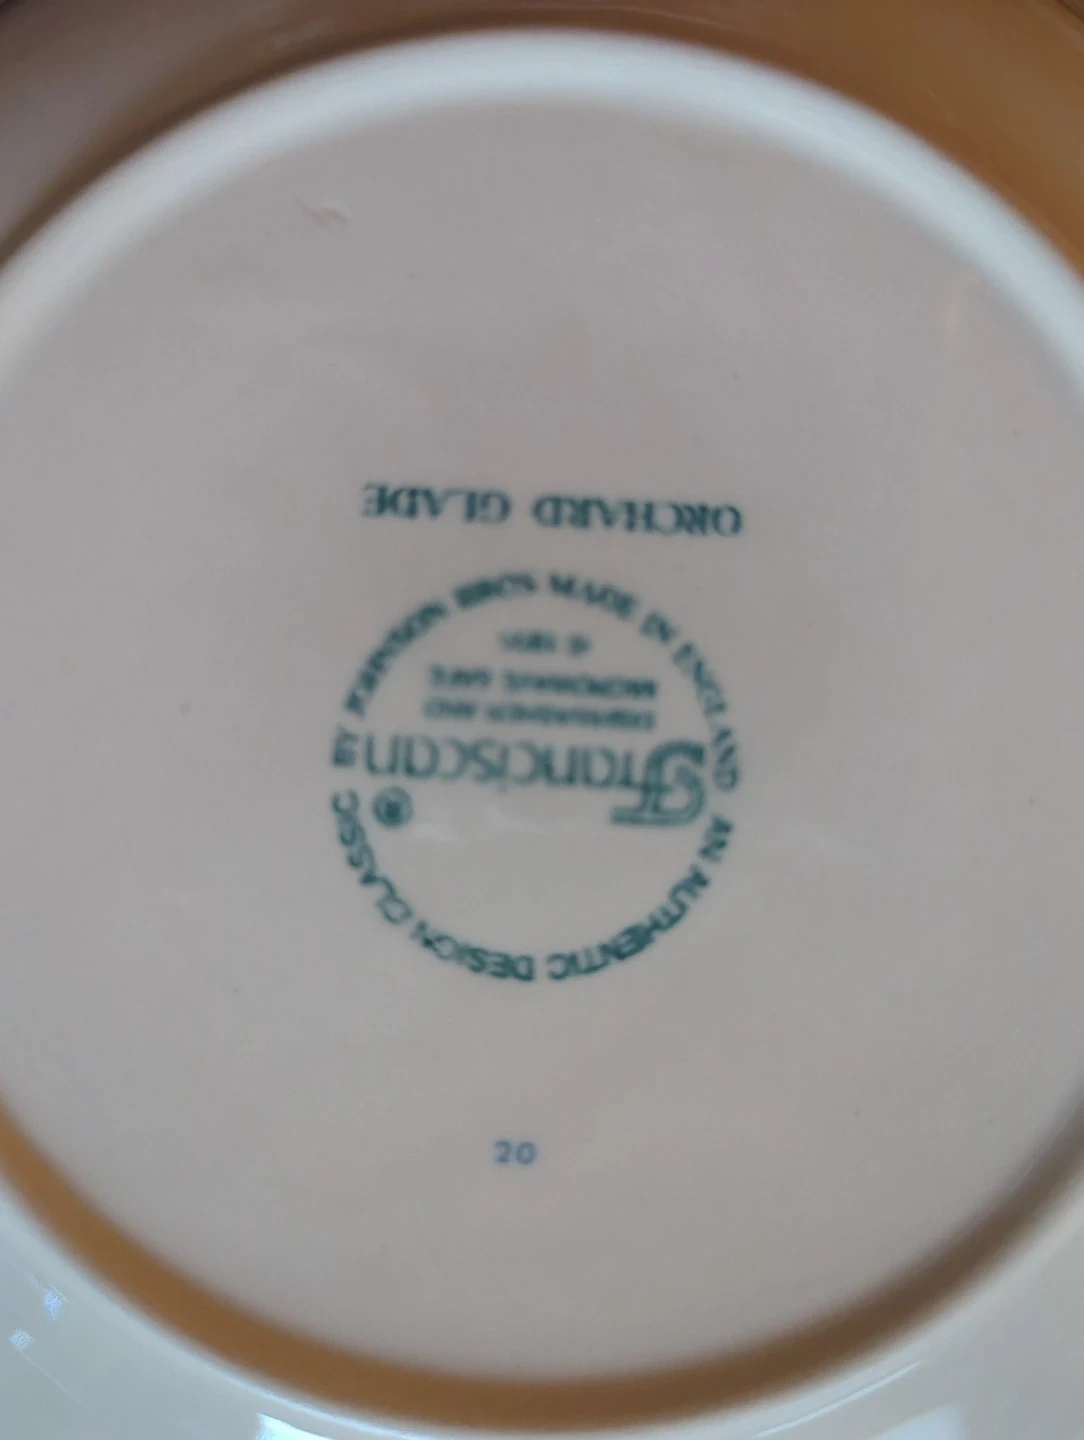 AN AUTHENTIC DESIGN CLASSIC BY JOHNSON BROS MADE IN ENGLAND
®
Franciscan
DISHWASHER AND
MICROWAVE SAFE
©
ORCHARD GLADE
20